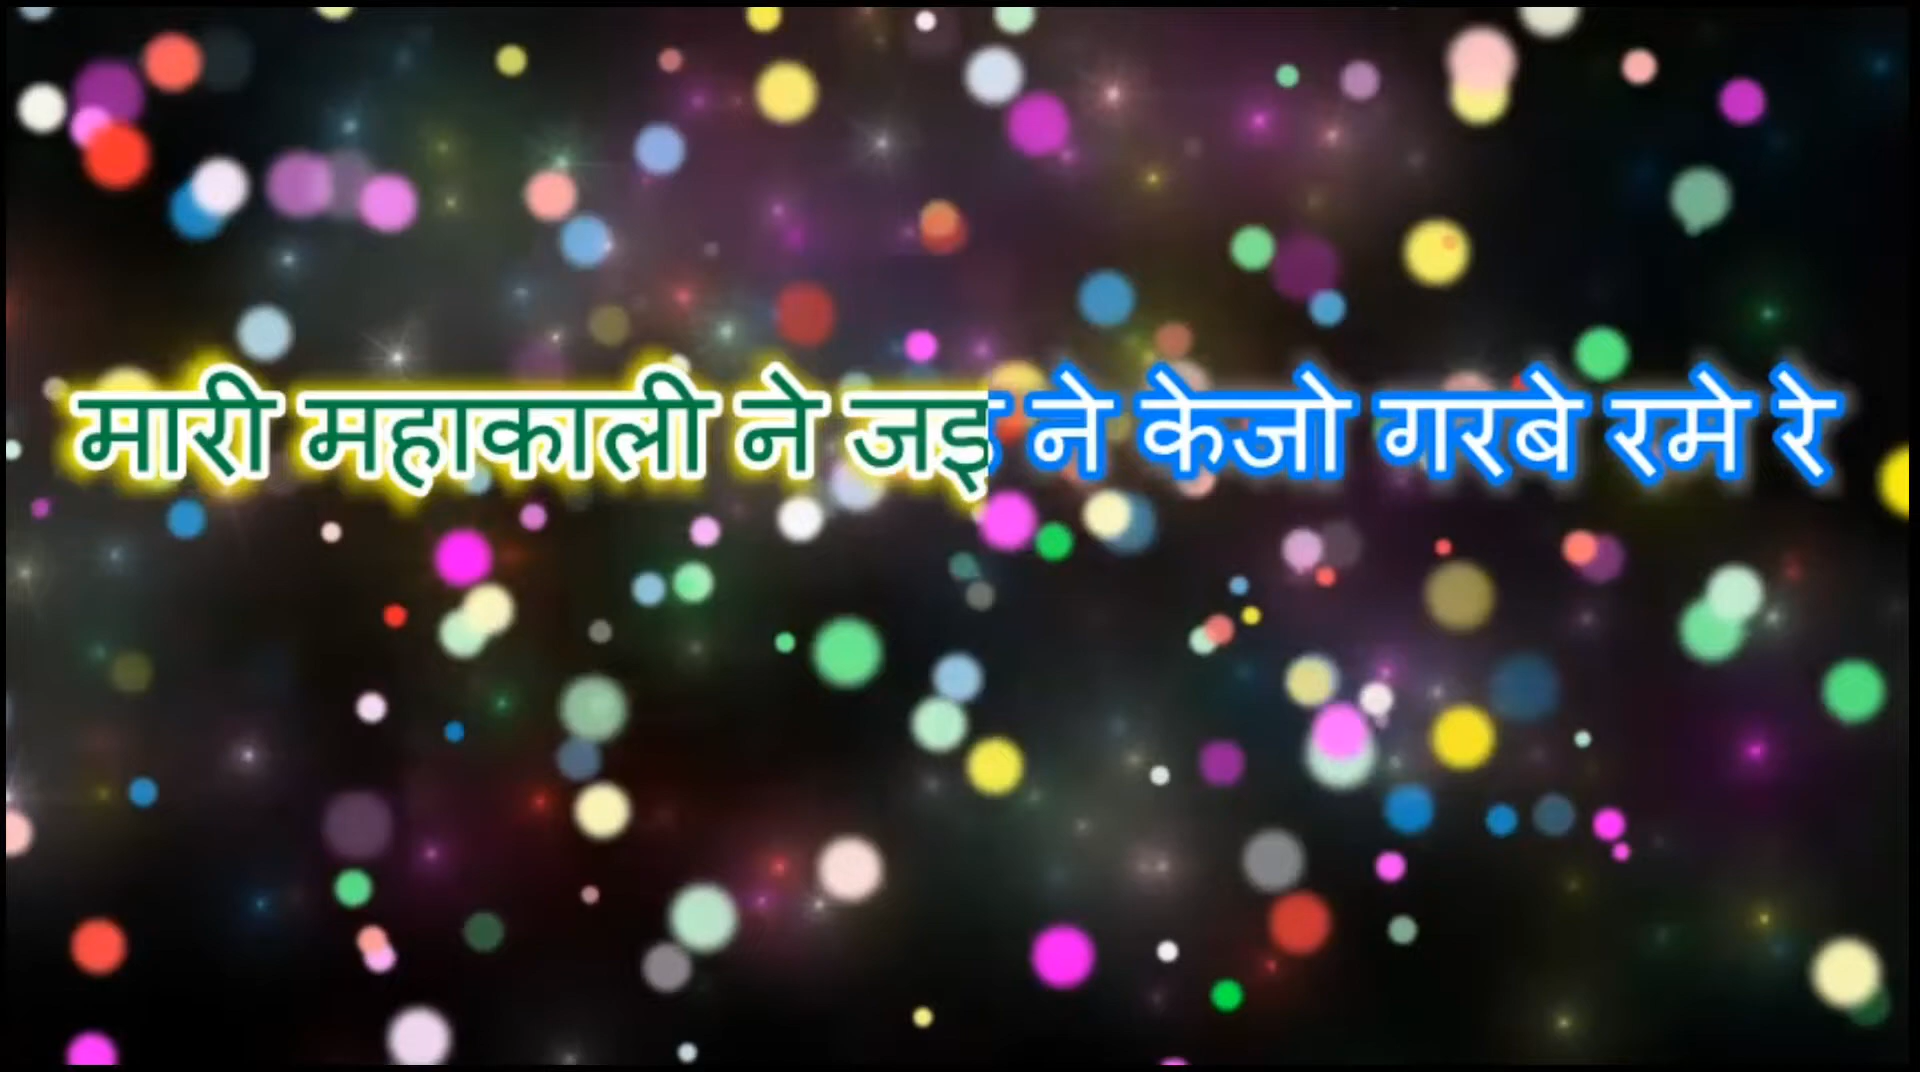 मारी महाकाली ने जइ ने केजो गरबे रमे रे